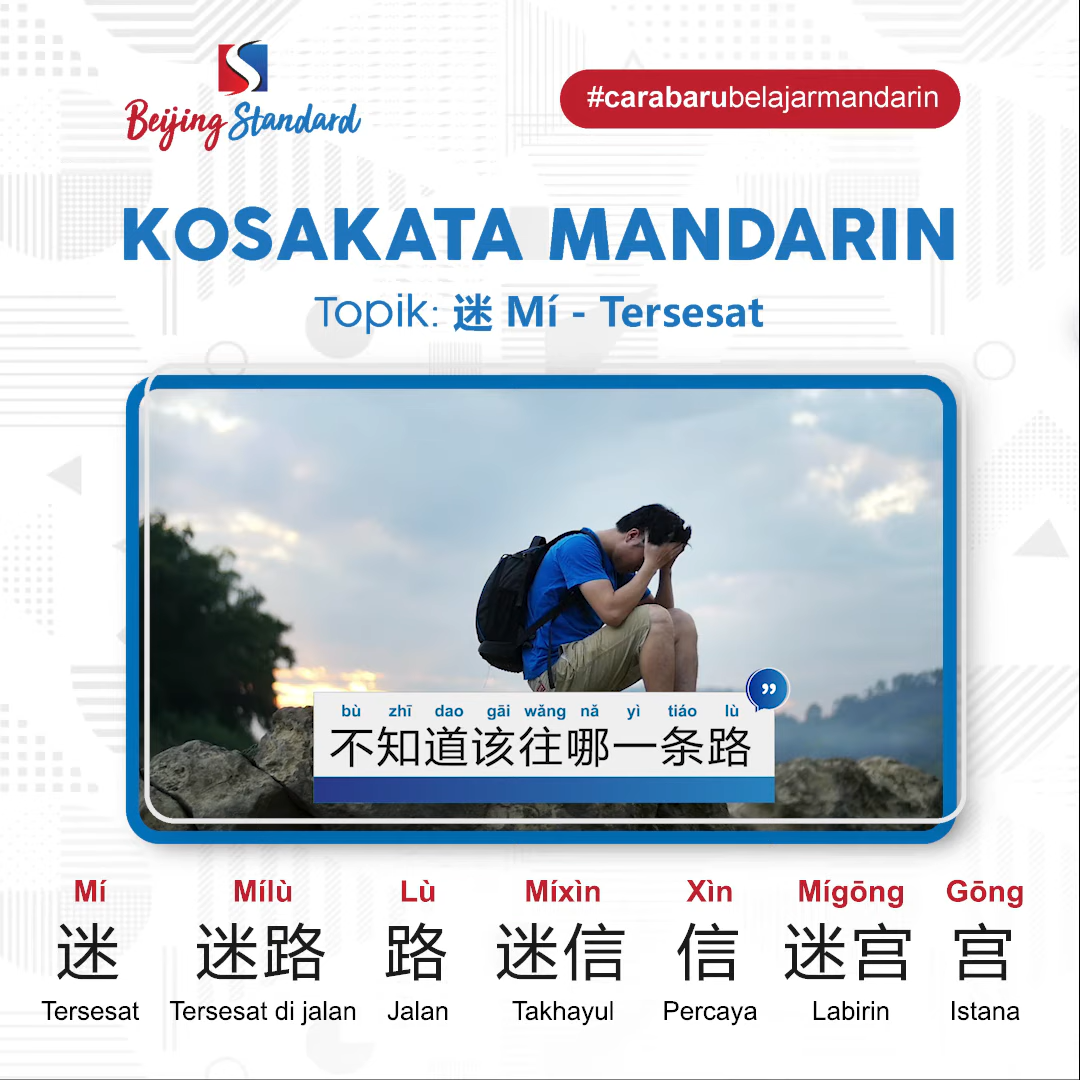 Beijing Standard
#carabarubelajarmandarin
KOSAKATA MANDARIN
Topik: 迷 Mí - Tersesat
bù zhī dao gāi wǎng nǎ yì tiáo lù
不知道该往哪一条路
Mí Mílù Lù Míxìn Xìn Mígōng Gōng
迷 迷路 路 迷信 信 迷宫 宫
Tersesat Tersesat di jalan Jalan Takhayul Percaya Labirin Istana